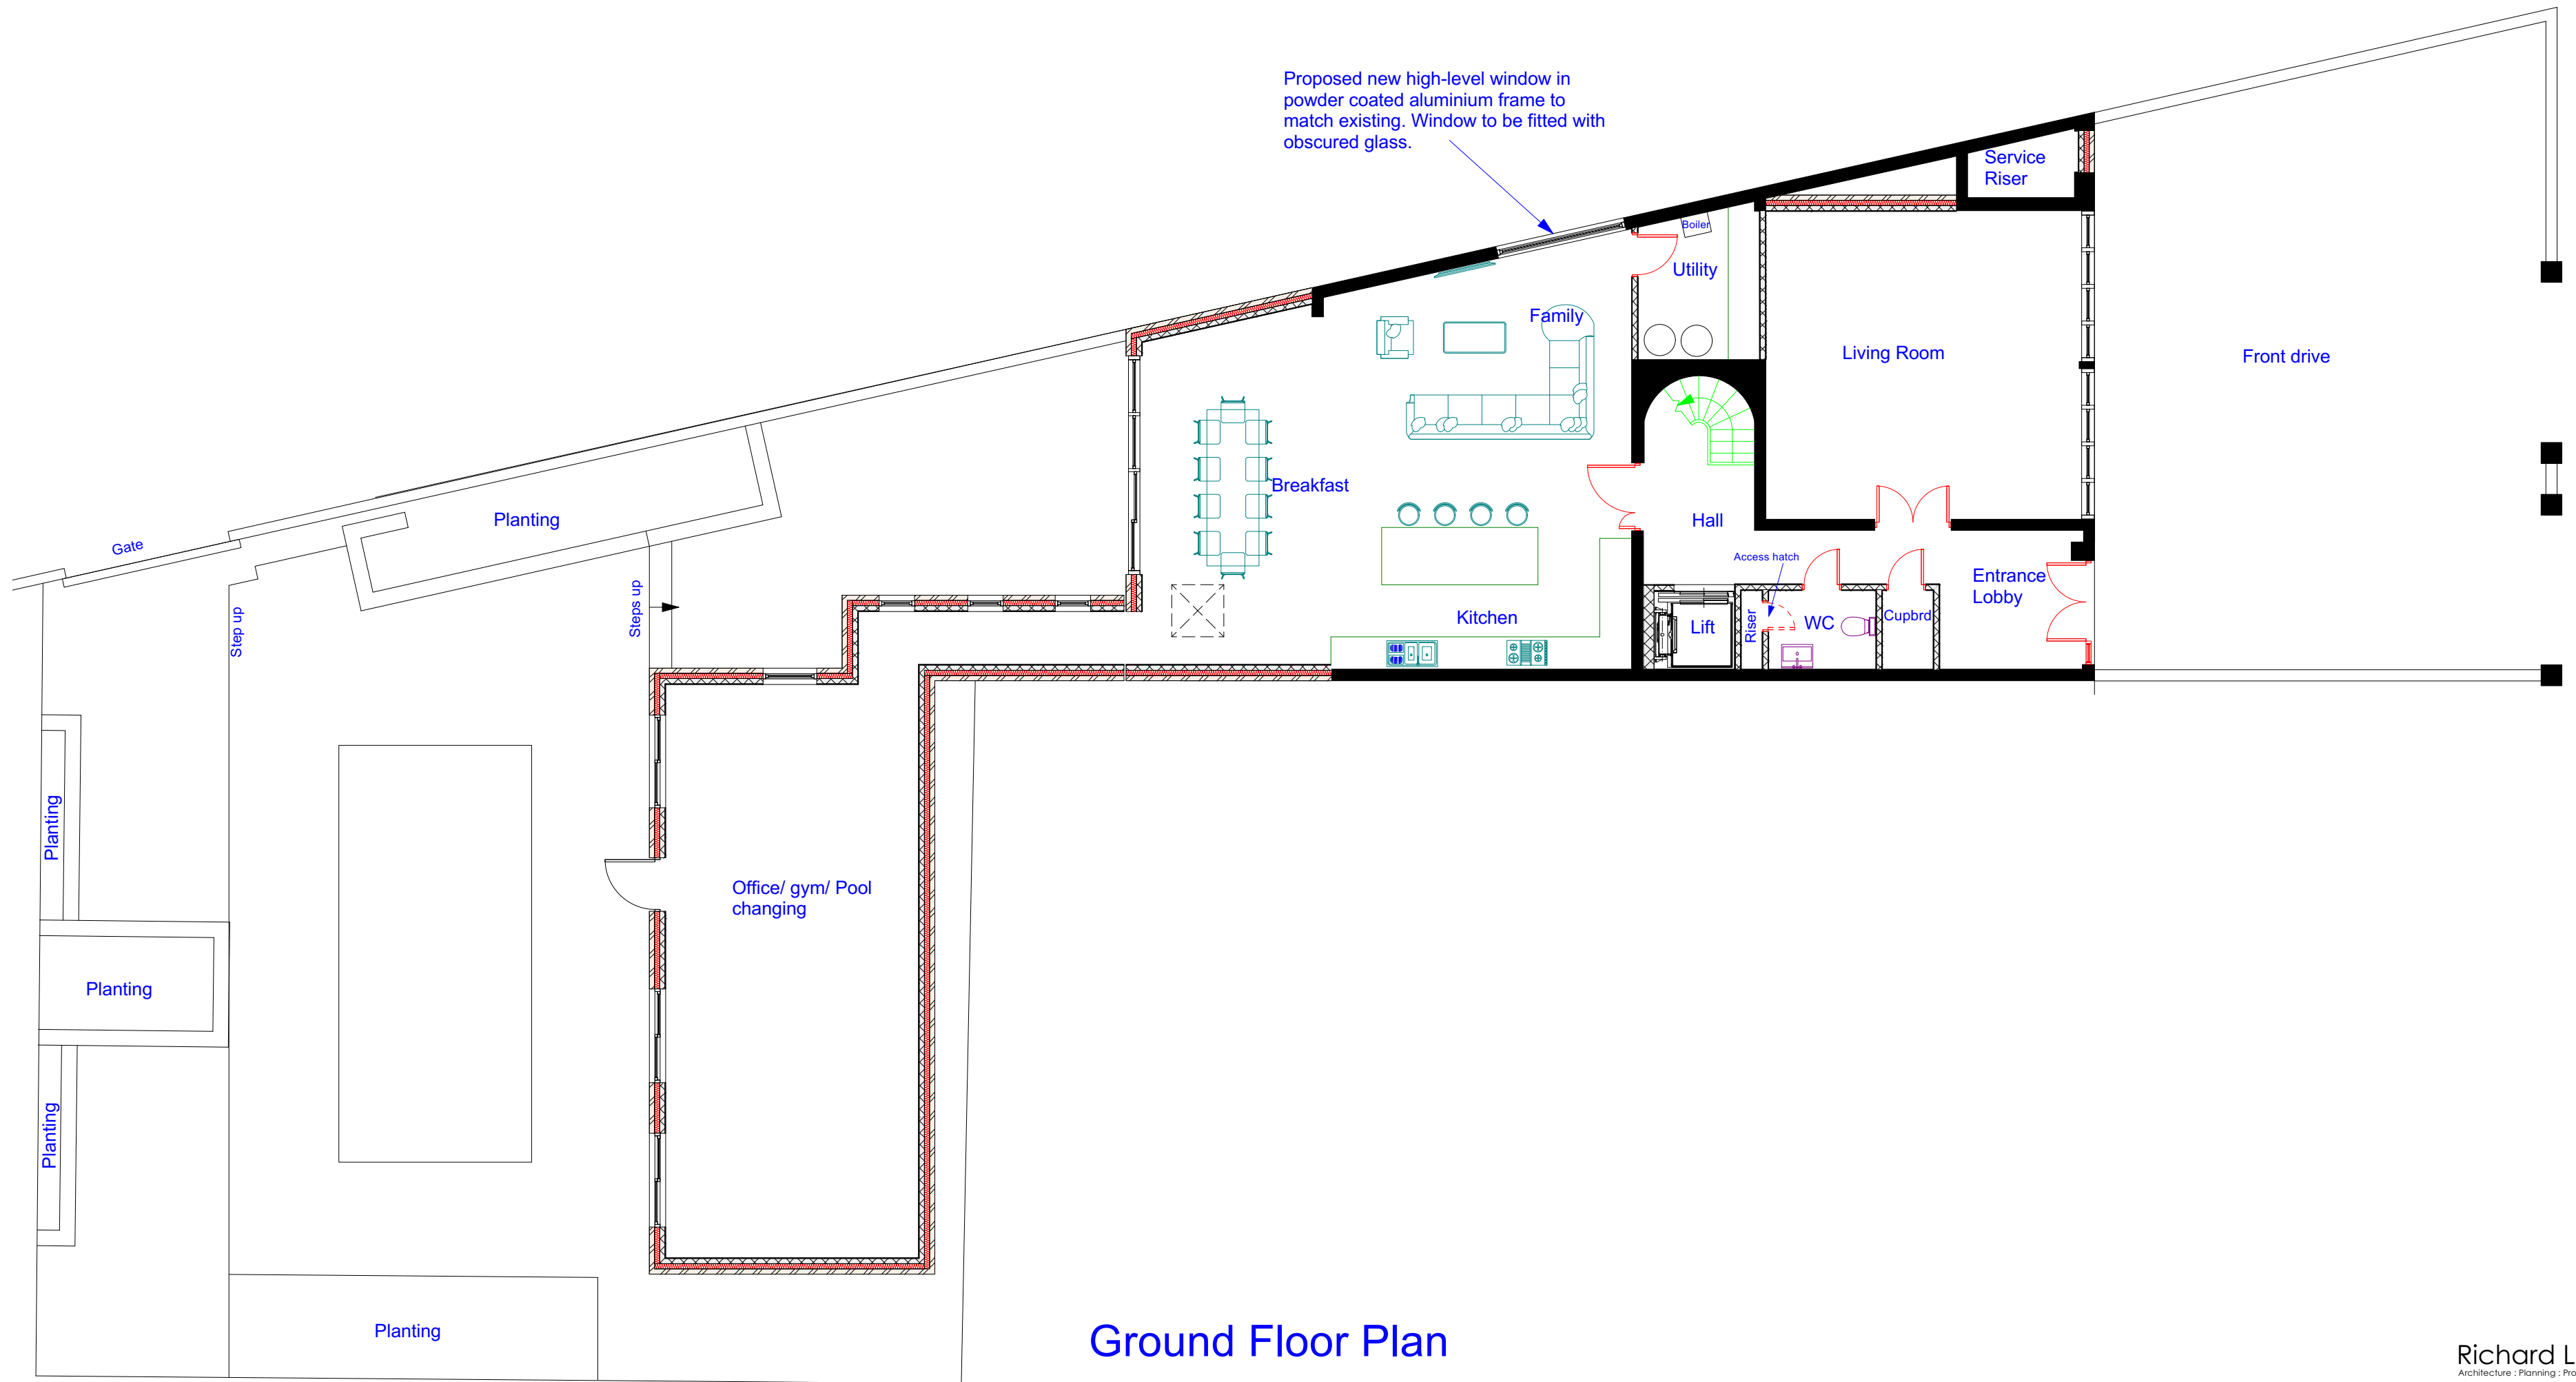 Proposed new high-level window in
powder coated aluminium frame to
match existing. Window to be fitted with
obscured glass.
Service
Riser
Boiler
Utility
Family
Living Room
Front drive
Breakfast
Planting
Hall
Gate
Access hatch
Entrance
Lobby
Steps up
Step up
Kitchen
Lift
Riser
WC
Cupbrd
Planting
Office/ gym/ Pool
changing
Planting
Planting
Planting
Ground Floor Plan
Richard L
Architecture : Planning : Pro